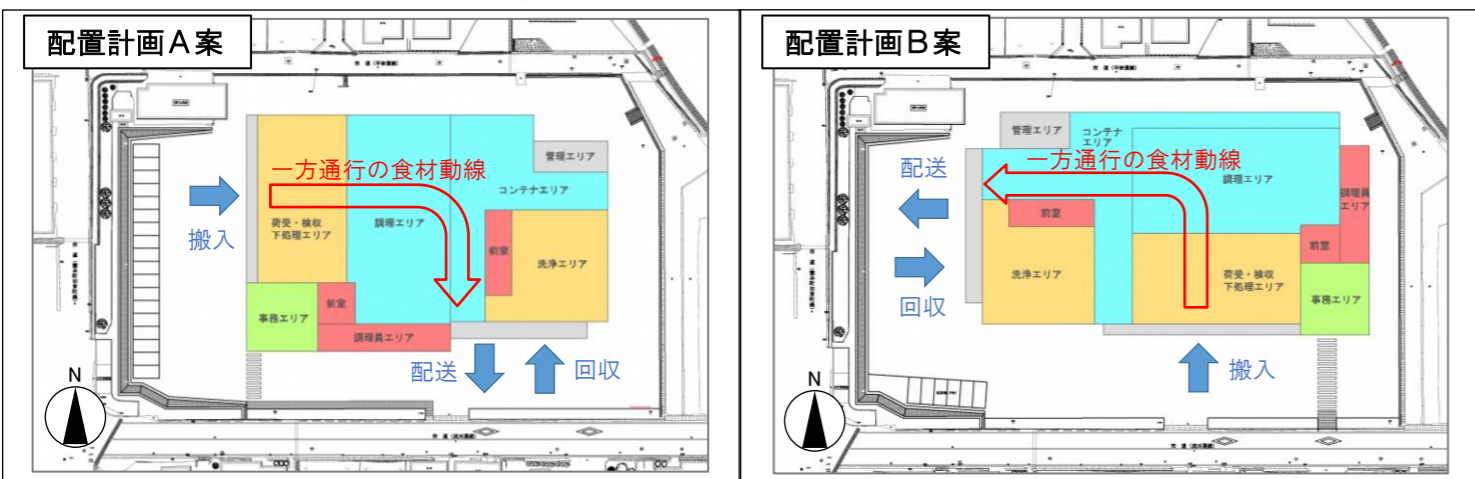 配置計画A案
一方通行の食材動線
搬入
荷受・検収
下処理エリア
調理エリア
管理エリア
コンテナエリア
前室
洗浄エリア
事務エリア
前室
調理員エリア
配送
回収
N
配置計画B案
管理エリア
コンテナ
エリア
一方通行の食材動線
配送
調理エリア
調理員
エリア
前室
前室
洗浄エリア
荷受・検収
下処理エリア
回収
事務エリア
搬入
N